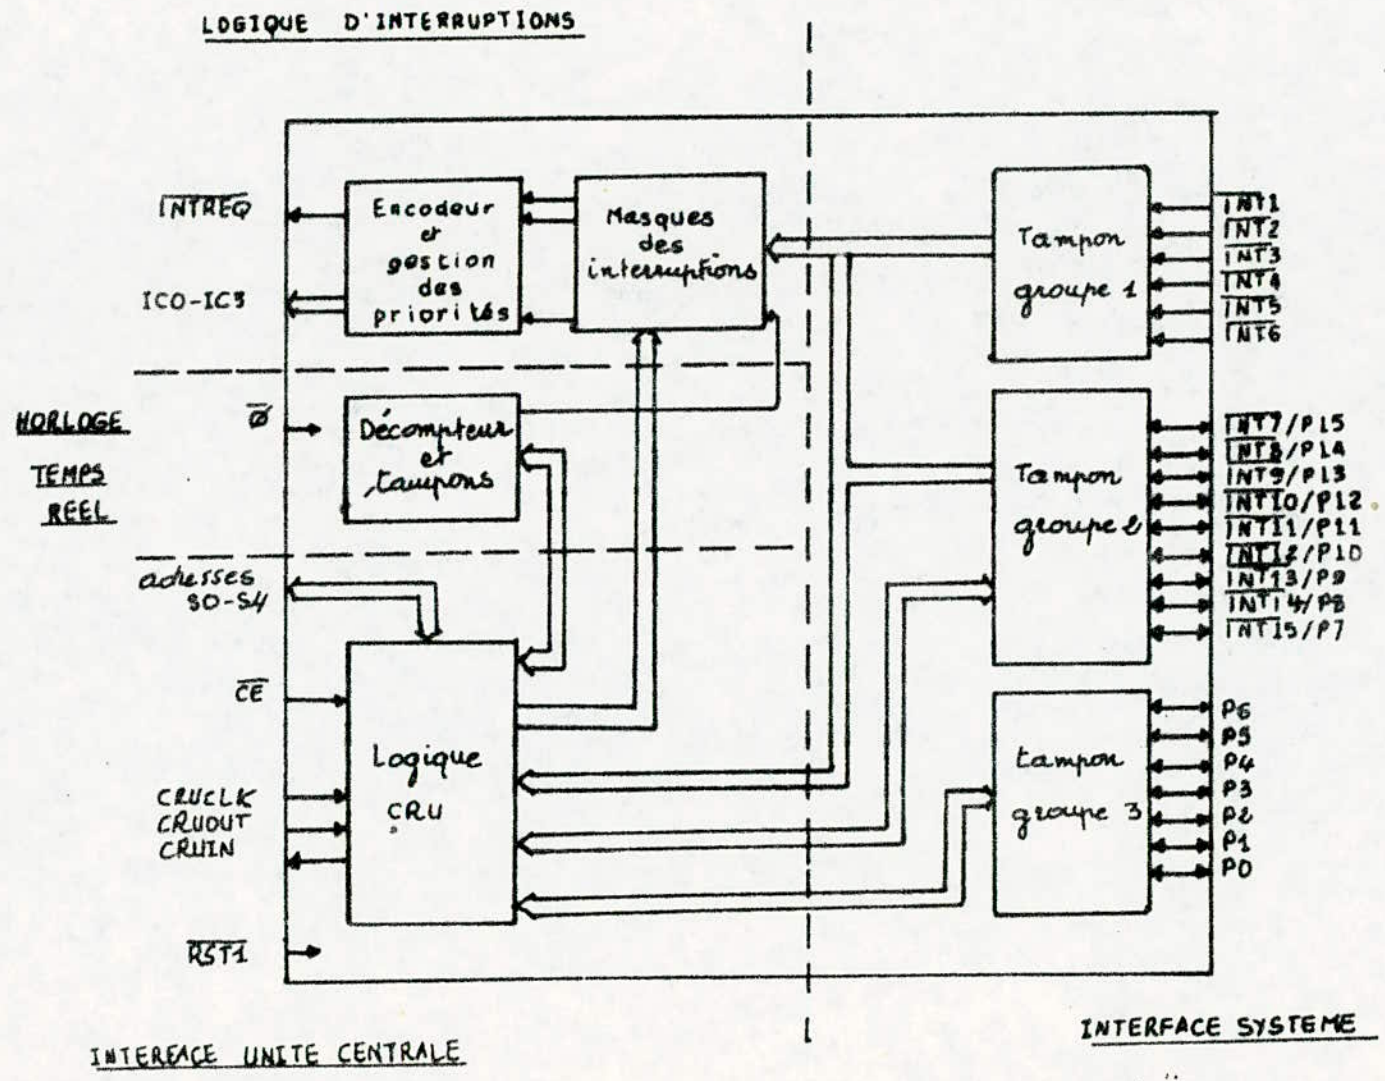 LOGIQUE D'INTERRUPTIONS
INTREQ
IC0-IC3
Encodeur
et
gestion
des
priorités
Masques
des
interruptions
Tampon
groupe 1
INT1
INT2
INT3
INT4
INT5
INT6
HORLOGE
TEMPS
REEL
Ø
Décompteur
et
tampons
Tampon
groupe 2
INT7/P15
INT8/P14
INT9/P13
INT10/P12
INT11/P11
INT12/P10
INT13/P9
INT14/P8
INT15/P7
adresses
S0-S4
CE
CRUCLK
CRUOUT
CRUIN
RST1
Logique
CRU
tampon
groupe 3
P6
P5
P4
P3
P2
P1
P0
INTERFACE UNITE CENTRALE
INTERFACE SYSTEME